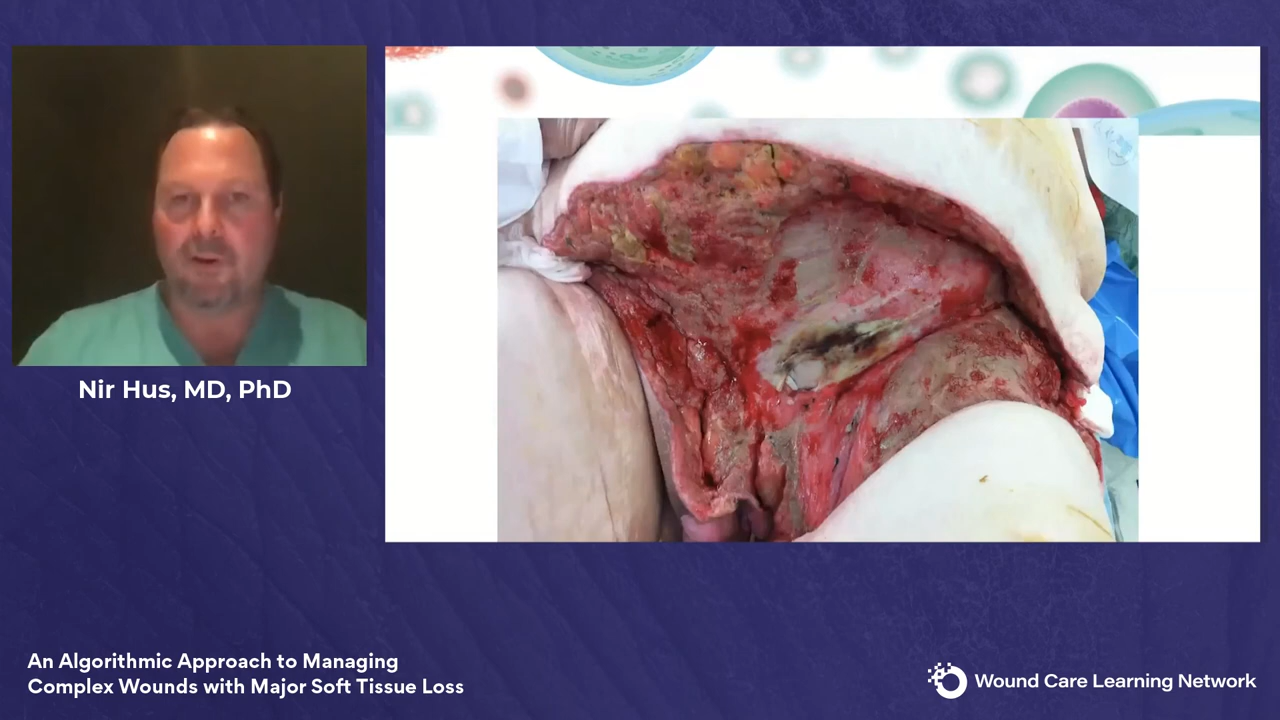 Nir Hus, MD, PhD
An Algorithmic Approach to Managing
Complex Wounds with Major Soft Tissue Loss
Wound Care Learning Network